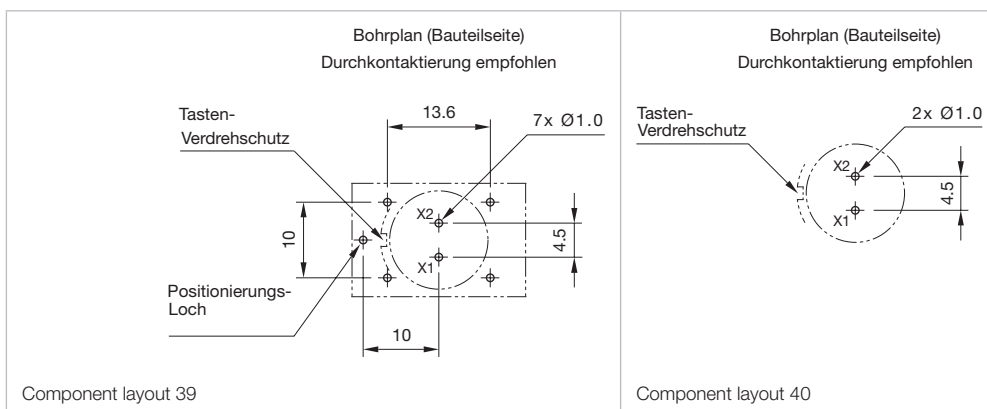 Bohrplan (Bauteilseite)
Durchkontaktierung empfohlen
Tasten-
Verdrehschutz
13.6
7x Ø1.0
X2
X1
10
4.5
Positionierungs-
Loch
10
Component layout 39
Bohrplan (Bauteilseite)
Durchkontaktierung empfohlen
Tasten-
Verdrehschutz
2x Ø1.0
X2
X1
4.5
Component layout 40